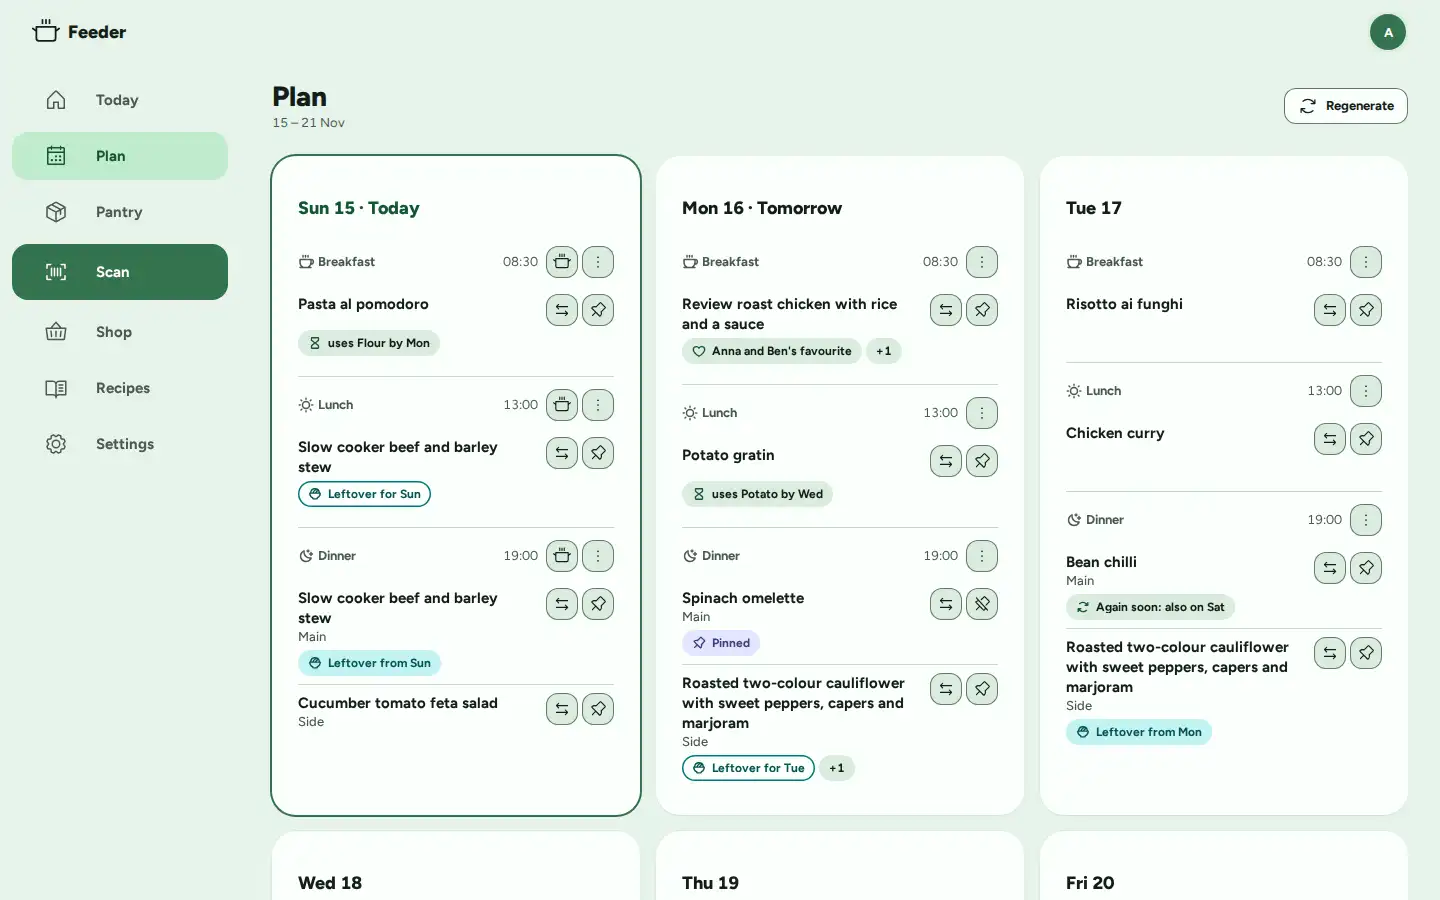 Feeder
A
Today
Plan
Pantry
Scan
Shop
Recipes
Settings
Plan
15 – 21 Nov
Regenerate
Sun 15 · Today
Breakfast
08:30
Pasta al pomodoro
uses Flour by Mon
Lunch
13:00
Slow cooker beef and barley
stew
Leftover for Sun
Dinner
19:00
Slow cooker beef and barley
stew
Main
Leftover from Sun
Cucumber tomato feta salad
Side
Mon 16 · Tomorrow
Breakfast
08:30
Review roast chicken with rice
and a sauce
Anna and Ben's favourite
+1
Lunch
13:00
Potato gratin
uses Potato by Wed
Dinner
19:00
Spinach omelette
Main
Pinned
Roasted two-colour cauliflower
with sweet peppers, capers and
marjoram
Side
Leftover for Tue
+1
Tue 17
Breakfast
08:30
Risotto ai funghi
Lunch
13:00
Chicken curry
Dinner
19:00
Bean chilli
Main
Again soon: also on Sat
Roasted two-colour cauliflower
with sweet peppers, capers and
marjoram
Side
Leftover from Mon
Wed 18
Thu 19
Fri 20